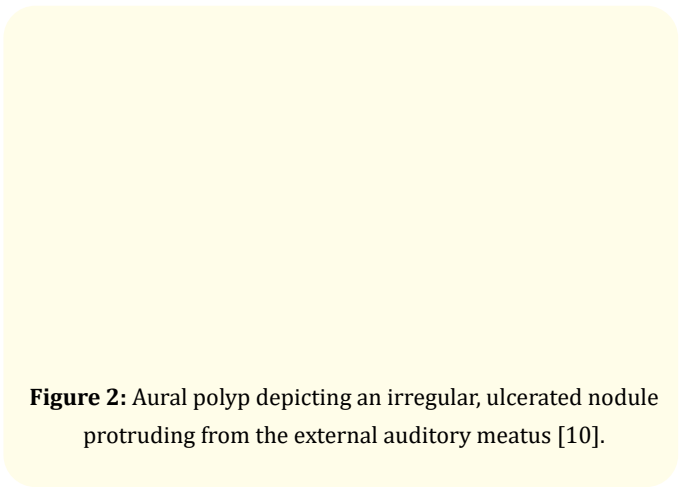 Figure 2: Aural polyp depicting an irregular, ulcerated nodule
protruding from the external auditory meatus [10].